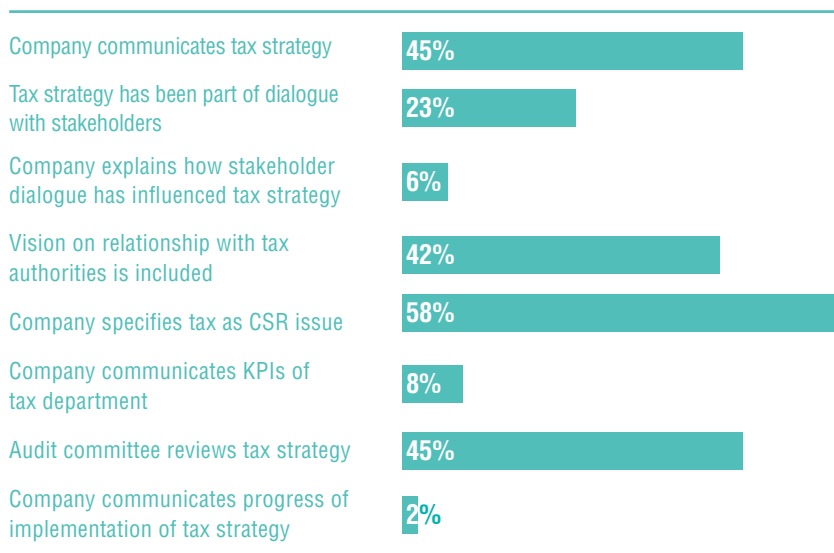 Company communicates tax strategy 45%
Tax strategy has been part of dialogue
with stakeholders 23%
Company explains how stakeholder
dialogue has influenced tax strategy 6%
Vision on relationship with tax
authorities is included 42%
Company specifies tax as CSR issue 58%
Company communicates KPIs of
tax department 8%
Audit committee reviews tax strategy 45%
Company communicates progress of
implementation of tax strategy 2%